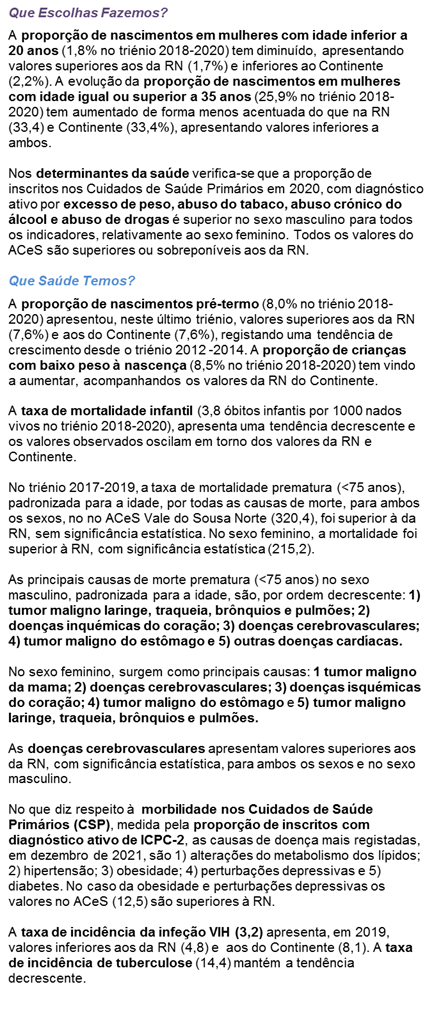 Que Escolhas Fazemos?
A proporção de nascimentos em mulheres com idade inferior a
20 anos (1,8% no triénio 2018-2020) tem diminuído, apresentando
valores superiores aos da RN (1,7%) e inferiores ao Continente
(2,2%). A evolução da proporção de nascimentos em mulheres
com idade igual ou superior a 35 anos (25,9% no triénio 2018-
2020) tem aumentado de forma menos acentuada do que na RN
(33,4) e Continente (33,4%), apresentando valores inferiores a
ambos.
Nos determinantes da saúde verifica-se que a proporção de
inscritos nos Cuidados de Saúde Primários em 2020, com diagnóstico
ativo por excesso de peso, abuso do tabaco, abuso crónico do
álcool e abuso de drogas é superior no sexo masculino para todos
os indicadores, relativamente ao sexo feminino. Todos os valores do
ACeS são superiores ou sobreponíveis aos da RN.
Que Saúde Temos?
A proporção de nascimentos pré-termo (8,0% no triénio 2018-
2020) apresentou, neste último triénio, valores superiores aos da RN
(7,6%) e aos do Continente (7,6%), registando uma tendência de
crescimento desde o triénio 2012 -2014. A proporção de crianças
com baixo peso à nascença (8,5% no triénio 2018-2020) tem vindo
a aumentar, acompanhandos os valores da RN do Continente.
A taxa de mortalidade infantil (3,8 óbitos infantis por 1000 nados
vivos no triénio 2018-2020), apresenta uma tendência decrescente e
os valores observados oscilam em torno dos valores da RN e
Continente.
No triénio 2017-2019, a taxa de mortalidade prematura (<75 anos),
padronizada para a idade, por todas as causas de morte, para ambos
os sexos, no no ACeS Vale do Sousa Norte (320,4), foi superior à da
RN, sem significância estatística. No sexo feminino, a mortalidade foi
superior à RN, com significância estatística (215,2).
As principais causas de morte prematura (<75 anos) no sexo
masculino, padronizada para a idade, são, por ordem decrescente: 1)
tumor maligno laringe, traqueia, brônquios e pulmões; 2)
doenças inquémicas do coração; 3) doenças cerebrovasculares;
4) tumor maligno do estômago e 5) outras doenças cardíacas.
No sexo feminino, surgem como principais causas: 1 tumor maligno
da mama; 2) doenças cerebrovasculares; 3) doenças isquémicas
do coração; 4) tumor maligno do estômago e 5) tumor maligno
laringe, traqueia, brônquios e pulmões.
As doenças cerebrovasculares apresentam valores superiores aos
da RN, com significância estatística, para ambos os sexos e no sexo
masculino.
No que diz respeito à morbilidade nos Cuidados de Saúde
Primários (CSP), medida pela proporção de inscritos com
diagnóstico ativo de ICPC-2, as causas de doença mais registadas,
em dezembro de 2021, são 1) alterações do metabolismo dos lípidos;
2) hipertensão; 3) obesidade; 4) perturbações depressivas e 5)
diabetes. No caso da obesidade e perturbações depressivas os
valores no ACeS (12,5) são superiores à RN.
A taxa de incidência da infeção VIH (3,2) apresenta, em 2019,
valores inferiores aos da RN (4,8) e aos do Continente (8,1). A taxa
de incidência de tuberculose (14,4) mantém a tendência
decrescente.